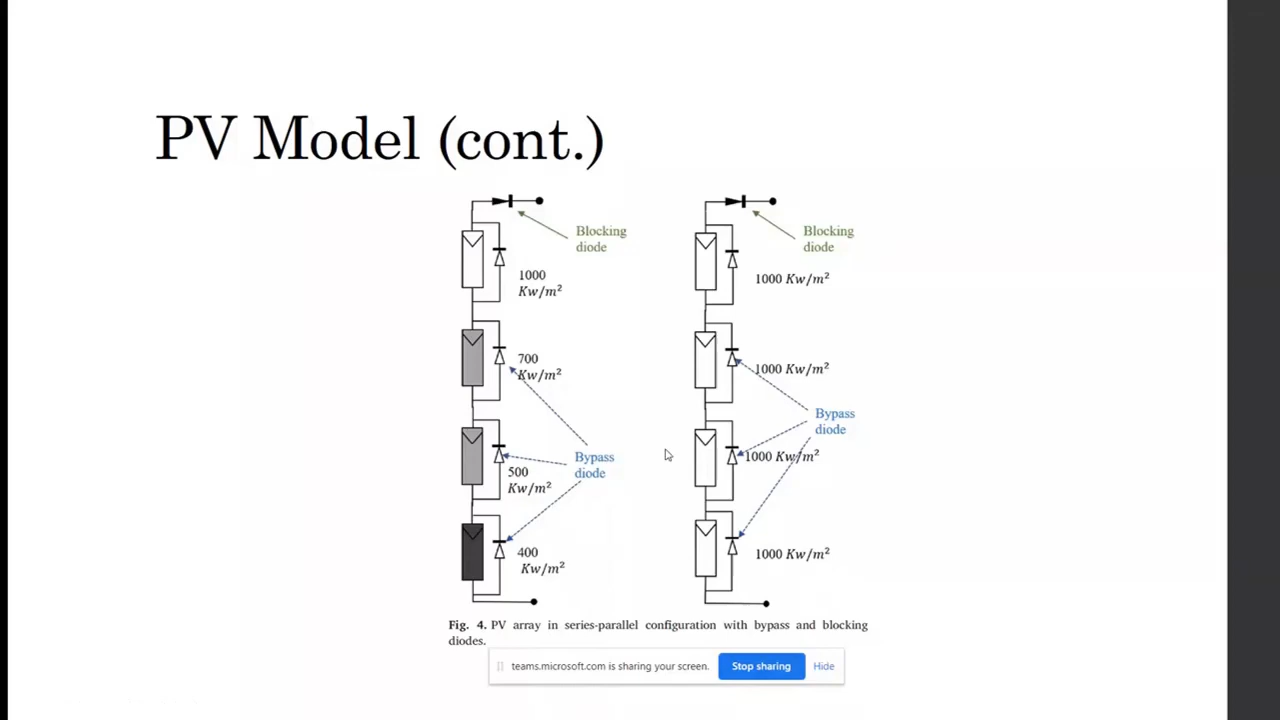 PV Model (cont.)
Blocking
diode
1000
Kw/m²
700
Kw/m²
Bypass
diode
500
Kw/m²
400
Kw/m²
Blocking
diode
1000 Kw/m²
1000 Kw/m²
Bypass
diode
1000 Kw/m²
1000 Kw/m²
Fig. 4. PV array in series-parallel configuration with bypass and blocking
diodes.
teams.microsoft.com is sharing your screen.
Stop sharing
Hide